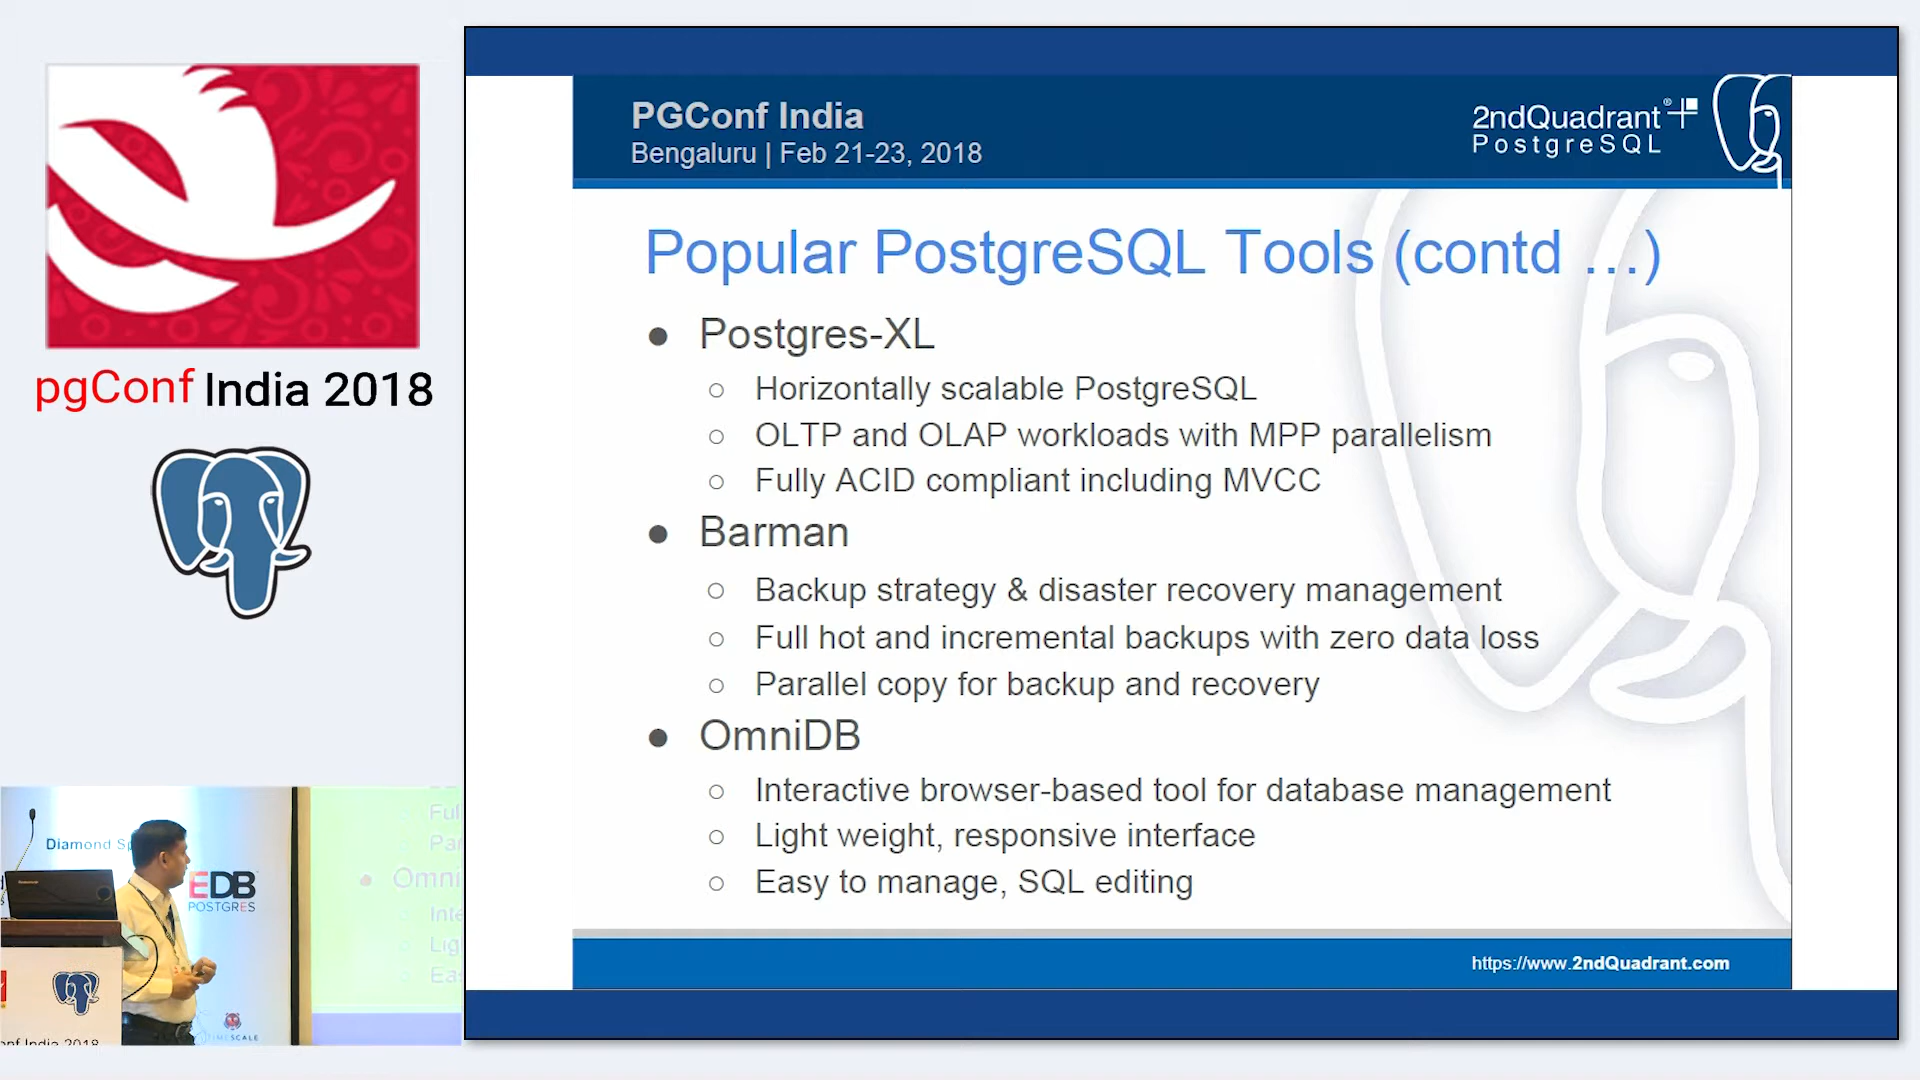 pgConf India 2018
PGConf India
Bengaluru | Feb 21-23, 2018
2ndQuadrant®
PostgreSQL
Popular PostgreSQL Tools (contd ...)
● Postgres-XL
○ Horizontally scalable PostgreSQL
○ OLTP and OLAP workloads with MPP parallelism
○ Fully ACID compliant including MVCC
● Barman
○ Backup strategy & disaster recovery management
○ Full hot and incremental backups with zero data loss
○ Parallel copy for backup and recovery
● OmniDB
○ Interactive browser-based tool for database management
○ Light weight, responsive interface
○ Easy to manage, SQL editing
https://www.2ndQuadrant.com
Diamond
EDB
POSTGRES
India 2018